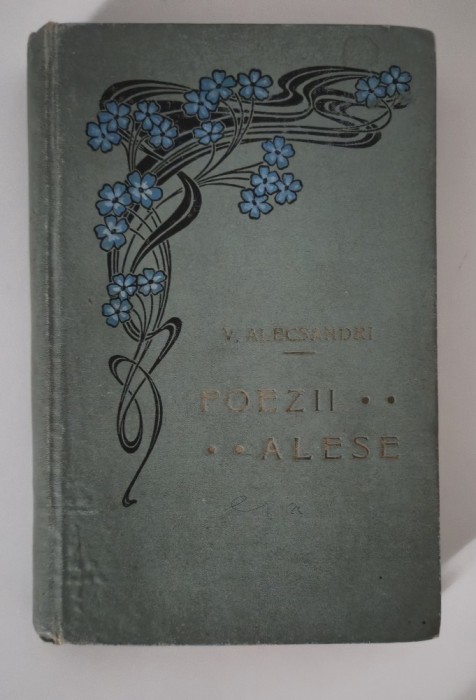 V. ALECSANDRI
POEZII • •
• • ALESE